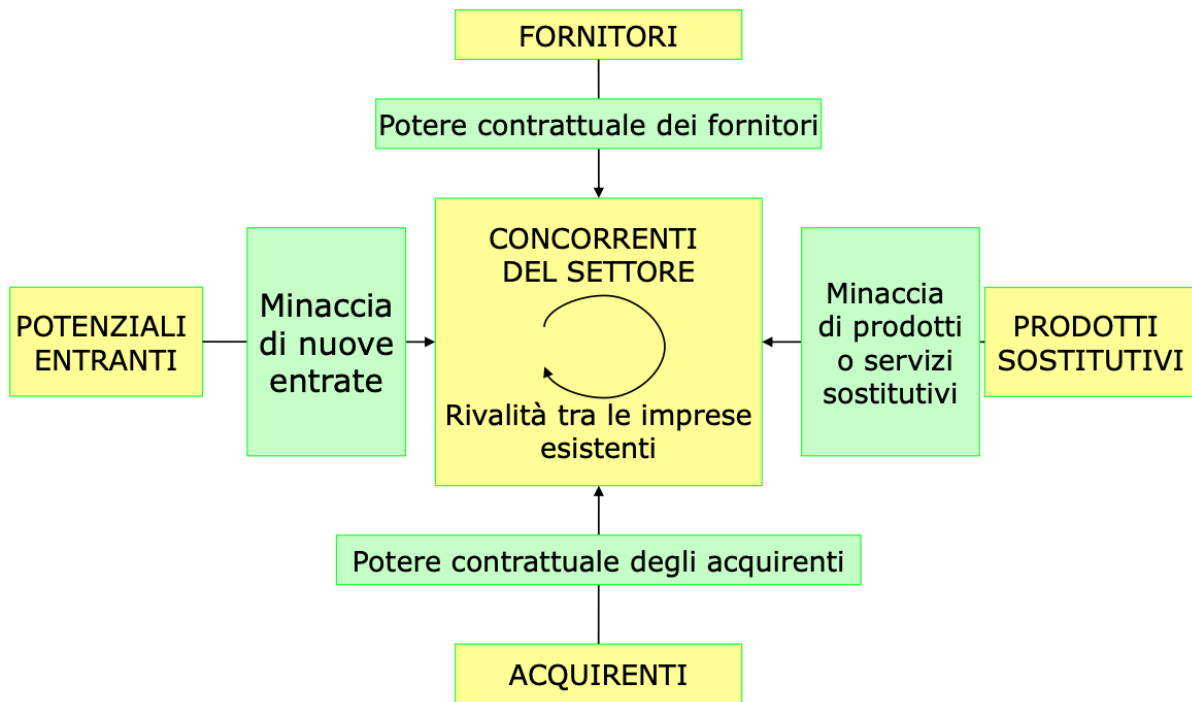 FORNITORI
Potere contrattuale dei fornitori
CONCORRENTI
DEL SETTORE
Rivalità tra le imprese
esistenti
POTENZIALI
ENTRANTI
Minaccia
di nuove
entrate
Minaccia
di prodotti
o servizi
sostitutivi
PRODOTTI
SOSTITUTIVI
Potere contrattuale degli acquirenti
ACQUIRENTI